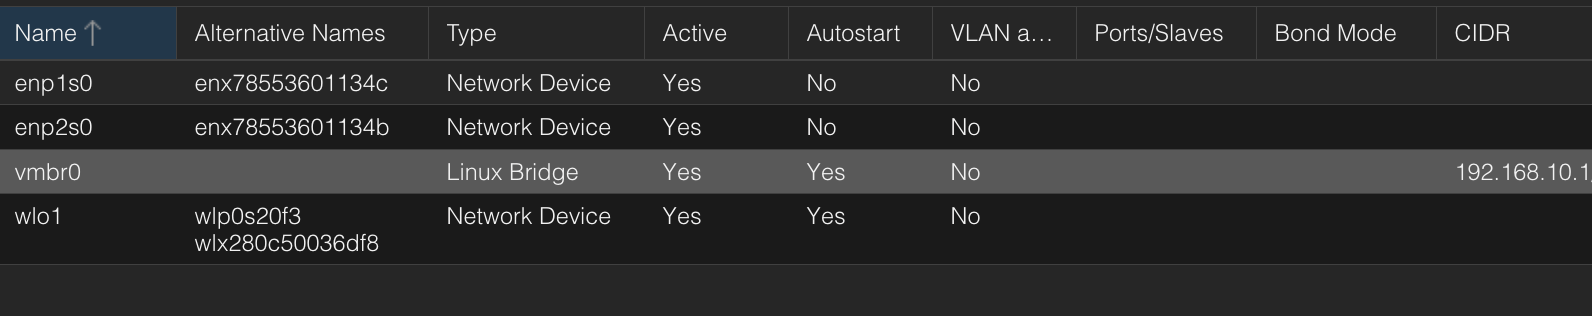 Name ↑ Alternative Names Type Active Autostart VLAN a... Ports/Slaves Bond Mode CIDR
enp1s0 enx78553601134c Network Device Yes No No
enp2s0 enx78553601134b Network Device Yes No No
vmbr0 Linux Bridge Yes Yes No 192.168.10.1
wlo1 wlp0s20f3 Network Device Yes Yes No
wlx280c50036df8